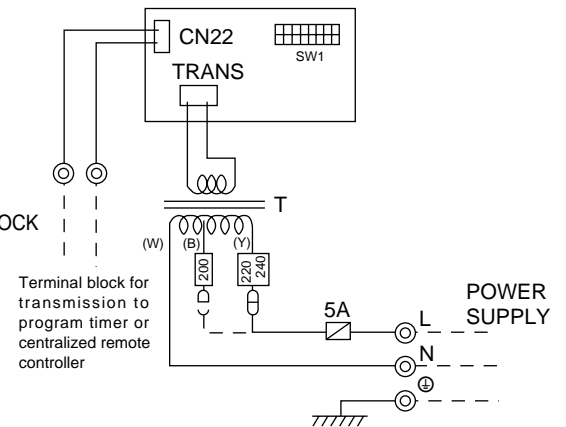 CN22
SW1
TRANS
T
OCK
(W)
(B)
(Y)
200
220
240
5A
L
N
POWER
SUPPLY
Terminal block for
transmission to
program timer or
centralized remote
controller